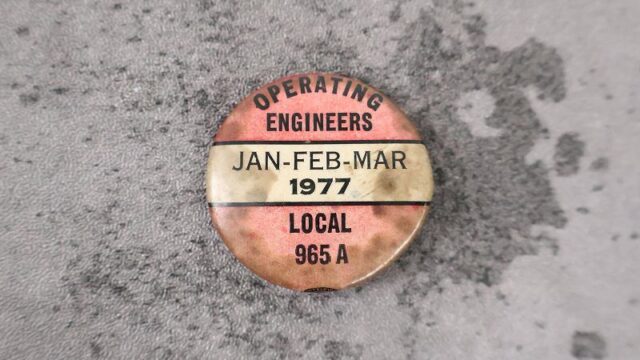 OPERATING
ENGINEERS
JAN-FEB-MAR
1977
LOCAL
965 A